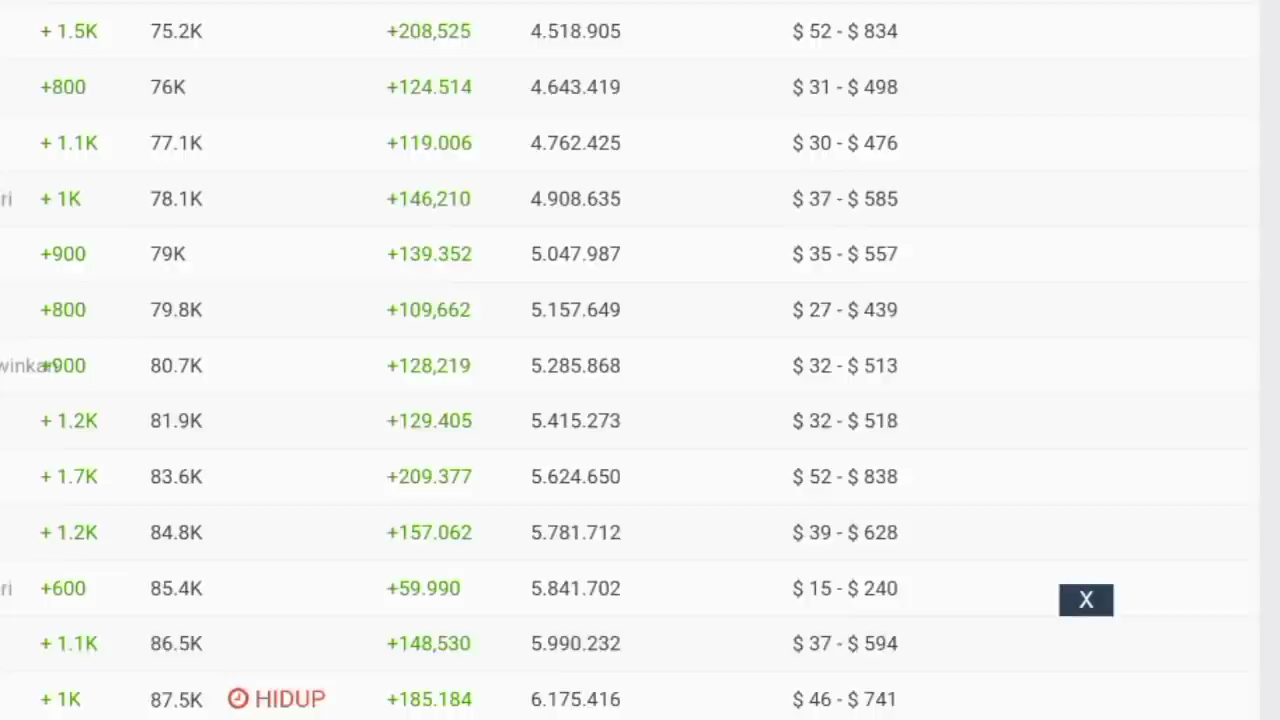 + 1.5K 75.2K +208,525 4.518.905 $ 52 - $ 834
+800 76K +124.514 4.643.419 $ 31 - $ 498
+ 1.1K 77.1K +119.006 4.762.425 $ 30 - $ 476
ri + 1K 78.1K +146,210 4.908.635 $ 37 - $ 585
+900 79K +139.352 5.047.987 $ 35 - $ 557
+800 79.8K +109,662 5.157.649 $ 27 - $ 439
winkan +900 80.7K +128,219 5.285.868 $ 32 - $ 513
+ 1.2K 81.9K +129.405 5.415.273 $ 32 - $ 518
+ 1.7K 83.6K +209.377 5.624.650 $ 52 - $ 838
+ 1.2K 84.8K +157.062 5.781.712 $ 39 - $ 628
ri +600 85.4K +59.990 5.841.702 $ 15 - $ 240
X
+ 1.1K 86.5K +148,530 5.990.232 $ 37 - $ 594
+ 1K 87.5K HIDUP +185.184 6.175.416 $ 46 - $ 741